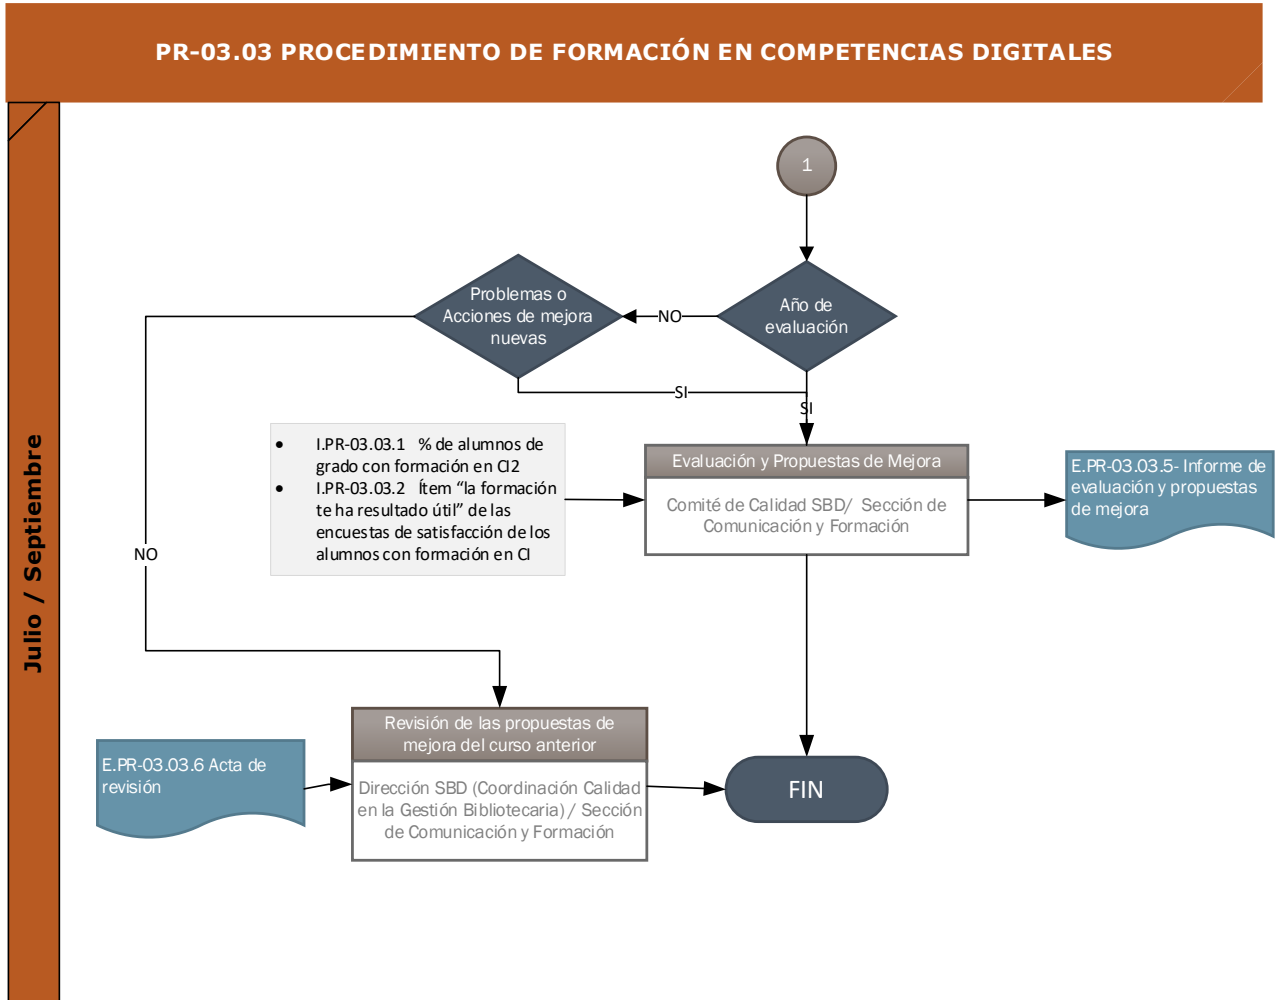 PR-03.03 PROCEDIMIENTO DE FORMACIÓN EN COMPETENCIAS DIGITALES
Julio / Septiembre
1
Año de
evaluación
NO
Problemas o
Acciones de mejora
nuevas
SI
SI
NO
• I.PR-03.03.1 % de alumnos de
grado con formación en CI2
• I.PR-03.03.2 Ítem “la formación
te ha resultado útil” de las
encuestas de satisfacción de los
alumnos con formación en CI
Evaluación y Propuestas de Mejora
Comité de Calidad SBD/ Sección de
Comunicación y Formación
E.PR-03.03.5- Informe de
evaluación y propuestas
de mejora
Revisión de las propuestas de
mejora del curso anterior
Dirección SBD (Coordinación Calidad
en la Gestión Bibliotecaria) / Sección
de Comunicación y Formación
E.PR-03.03.6 Acta de
revisión
FIN